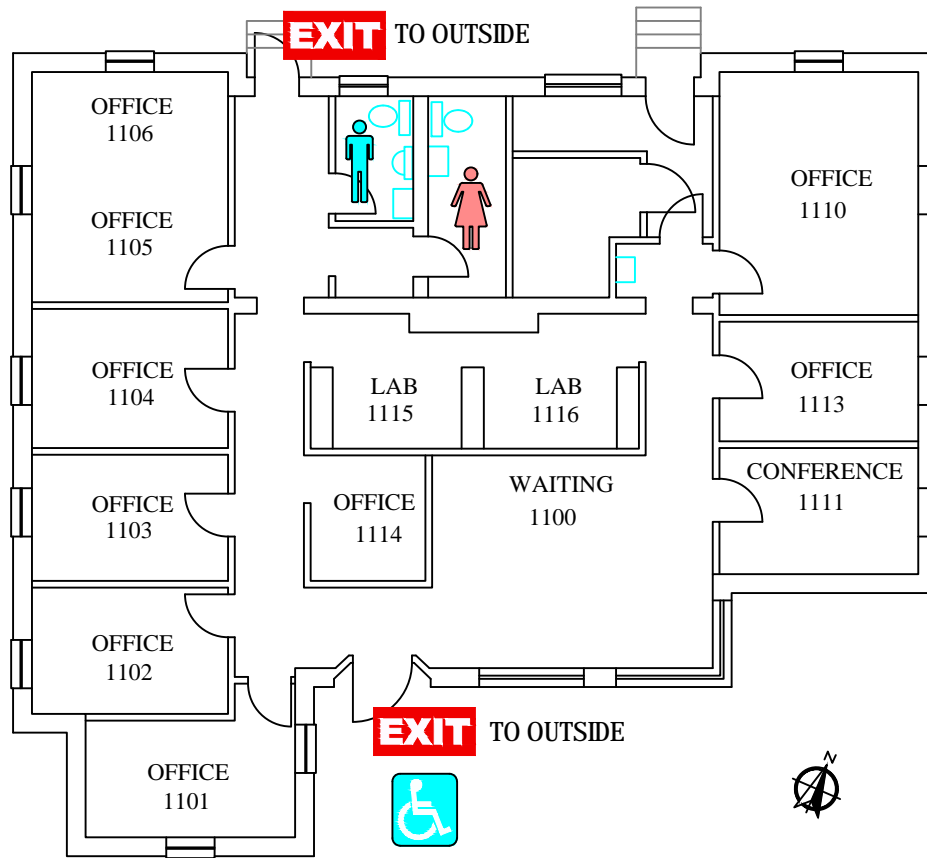 EXIT TO OUTSIDE
OFFICE
1106
OFFICE
1105
OFFICE
1110
OFFICE
1104
LAB
1115
LAB
1116
OFFICE
1113
OFFICE
1103
OFFICE
1114
WAITING
1100
CONFERENCE
1111
OFFICE
1102
EXIT TO OUTSIDE
OFFICE
1101
N